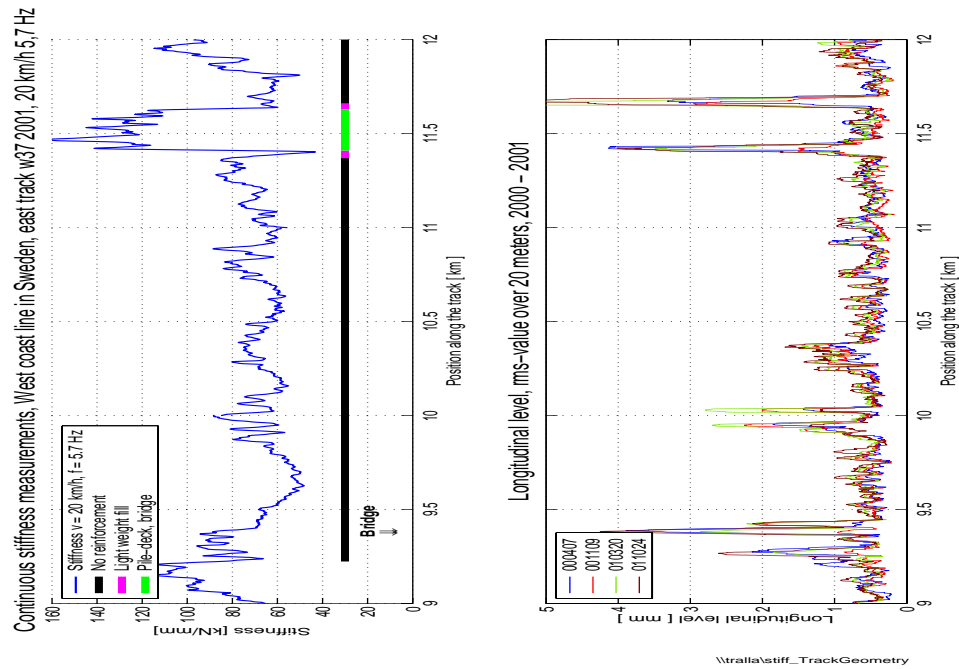 Continuous stiffness measurements, West coast line in Sweden, east track w37 2001, 20 km/h 5,7 Hz
160
140
120
100
80
60
40
20
0
Stiffness [kN/mm]
Stiffness v = 20 km/h, f = 5.7 Hz
No reinforcement
Light weight fill
Pile-deck, bridge
Bridge
⇓
9
9.5
10
10.5
11
11.5
12
Position along the track [km]
Longitudinal level, rms-value over 20 meters, 2000 - 2001
5
4
3
2
1
0
Longitudinal level [mm]
000407
001109
010320
011024
9
9.5
10
10.5
11
11.5
12
Position along the track [km]
\\tralla\stiff_TrackGeometry